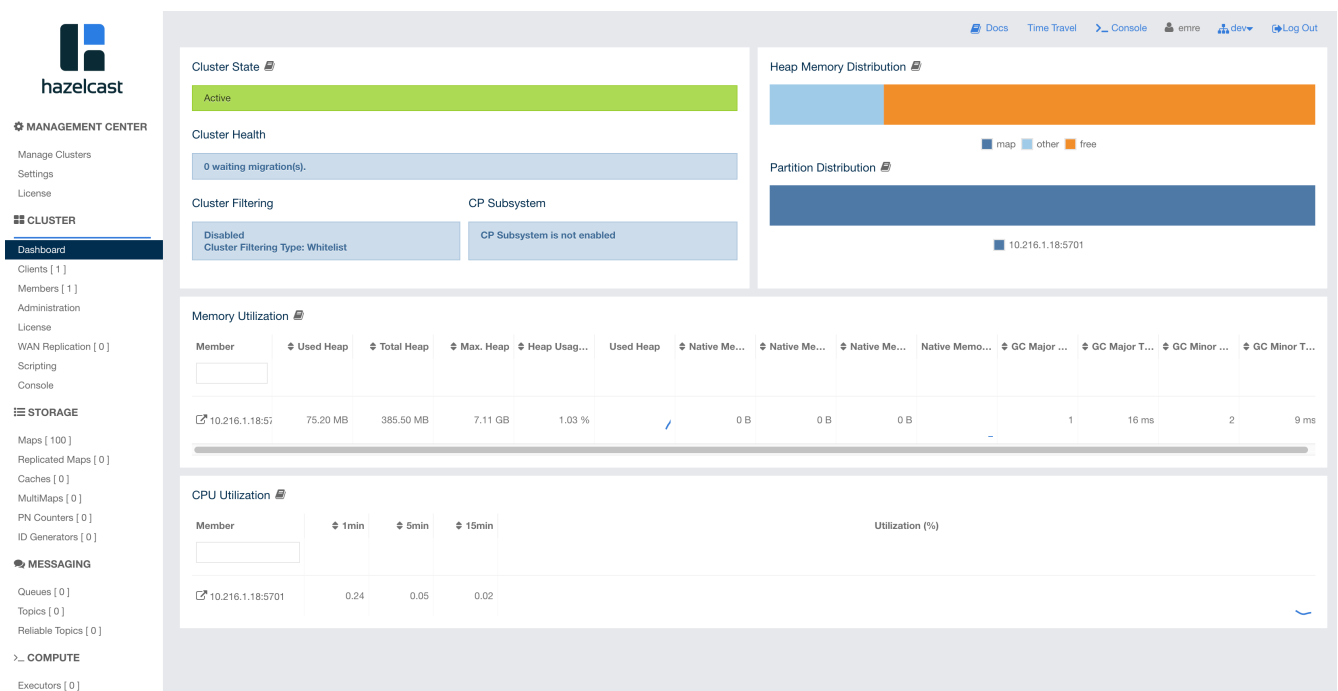 hazelcast
MANAGEMENT CENTER
Manage Clusters
Settings
License
CLUSTER
Dashboard
Clients [ 1 ]
Members [ 1 ]
Administration
License
WAN Replication [ 0 ]
Scripting
Console
STORAGE
Maps [ 100 ]
Replicated Maps [ 0 ]
Caches [ 0 ]
MultiMaps [ 0 ]
PN Counters [ 0 ]
ID Generators [ 0 ]
MESSAGING
Queues [ 0 ]
Topics [ 0 ]
Reliable Topics [ 0 ]
>_ COMPUTE
Executors [ 0 ]
Docs Time Travel >_ Console emre dev Log Out
Cluster State
Active
Cluster Health
0 waiting migration(s).
Cluster Filtering
Disabled
Cluster Filtering Type: Whitelist
CP Subsystem
CP Subsystem is not enabled
Heap Memory Distribution
map other free
Partition Distribution
10.216.1.18:5701
Memory Utilization
Member Used Heap Total Heap Max. Heap Heap Usag... Used Heap Native Me... Native Me... Native Me... Native Memo... GC Major ... GC Major T... GC Minor ... GC Minor T...
10.216.1.18:57 75.20 MB 385.50 MB 7.11 GB 1.03 % 0 B 0 B 0 B 1 16 ms 2 9 ms
CPU Utilization
Member 1min 5min 15min Utilization (%)
10.216.1.18:5701 0.24 0.05 0.02